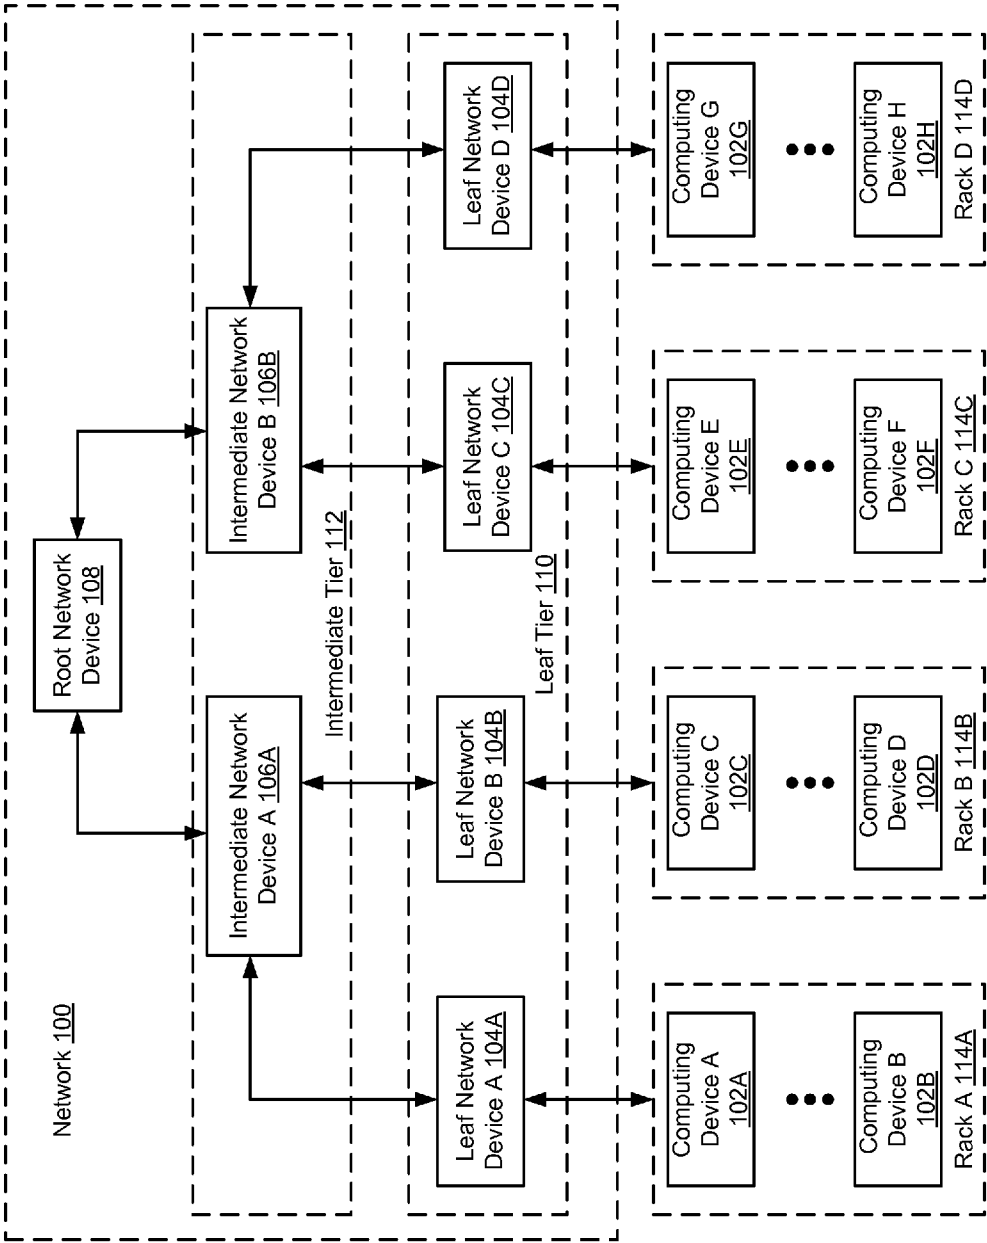 Network 100
Root Network
Device 108
Intermediate Network
Device A 106A
Intermediate Network
Device B 106B
Intermediate Tier 112
Leaf Network
Device A 104A
Leaf Network
Device B 104B
Leaf Network
Device C 104C
Leaf Network
Device D 104D
Leaf Tier 110
Computing
Device A
102A
Computing
Device B
102B
Rack A 114A
Computing
Device C
102C
Computing
Device D
102D
Rack B 114B
Computing
Device E
102E
Computing
Device F
102F
Rack C 114C
Computing
Device G
102G
Computing
Device H
102H
Rack D 114D